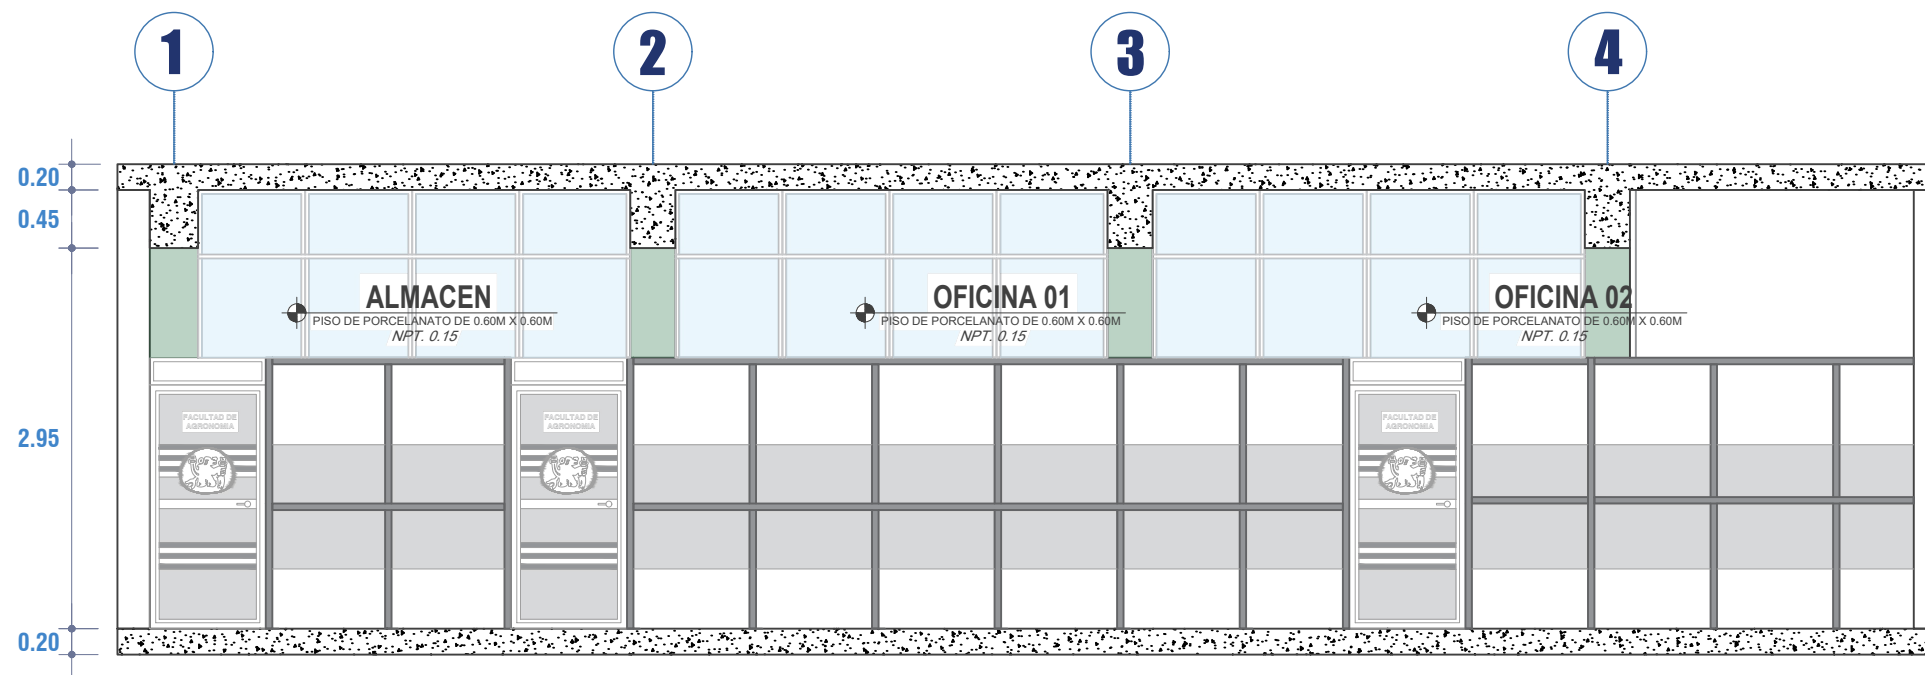 1 2 3 4
0.20
0.45
2.95
0.20
ALMACEN
PISO DE PORCELANATO DE 0.60M X 0.60M
NPT. 0.15
OFICINA 01
PISO DE PORCELANATO DE 0.60M X 0.60M
NPT. 0.15
OFICINA 02
PISO DE PORCELANATO DE 0.60M X 0.60M
NPT. 0.15
FACULTAD DE
AGRONOMIA
FACULTAD DE
AGRONOMIA
FACULTAD DE
AGRONOMIA